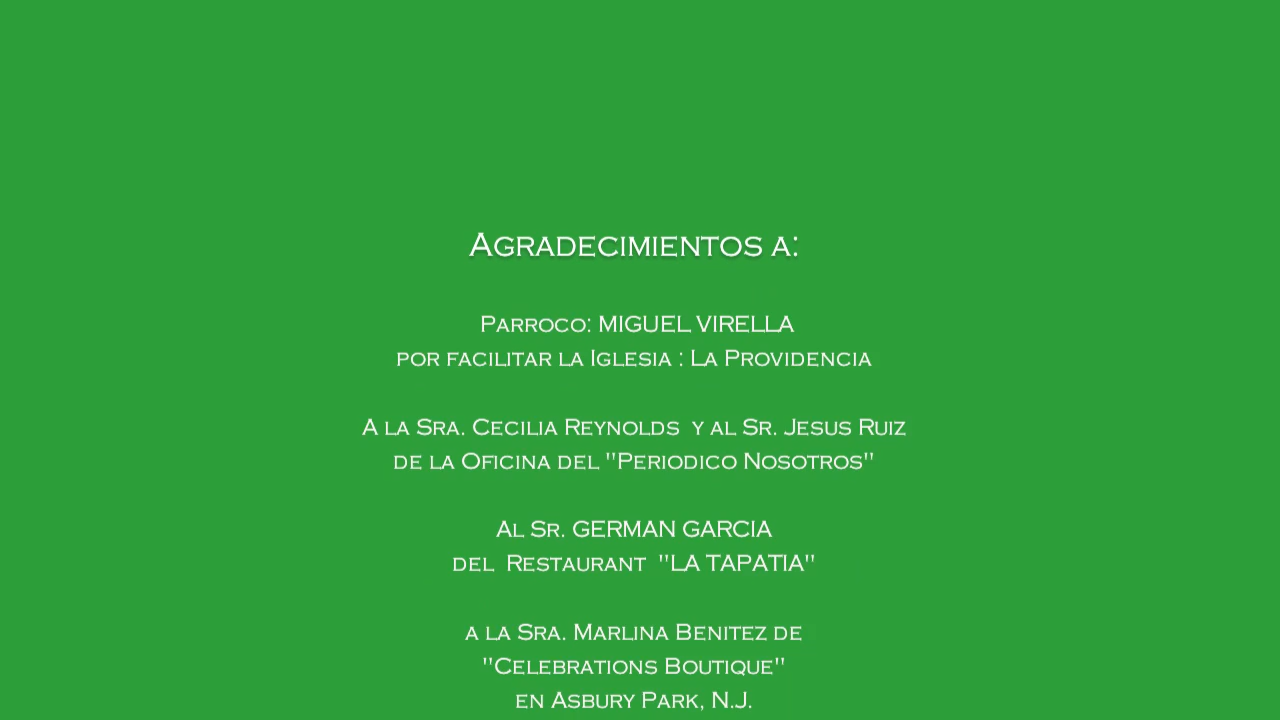 Agradecimientos a:
Parroco: MIGUEL VIRELLA
por facilitar la Iglesia : La Providencia
A la Sra. Cecilia Reynolds y al Sr. Jesus Ruiz
de la Oficina del "Periodico Nosotros"
Al Sr. GERMAN GARCIA
del Restaurant "LA TAPATIA"
a la Sra. Marlina Benitez de
"Celebrations Boutique"
en Asbury Park, N.J.